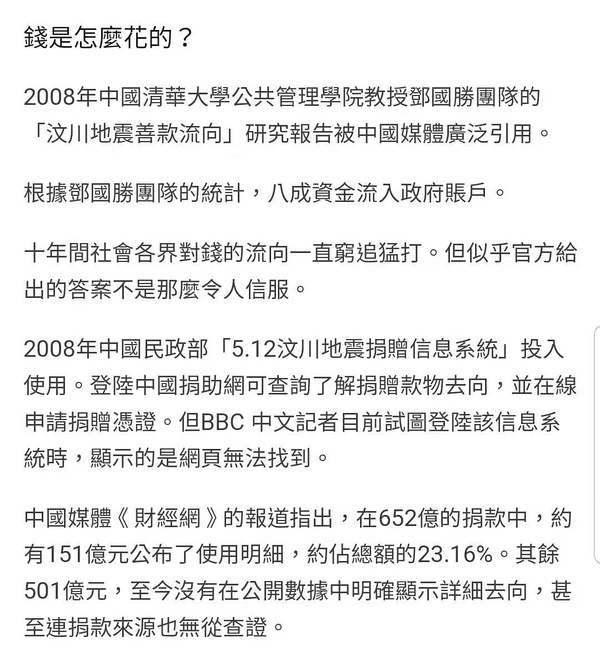 錢是怎麼花的？
2008年中國清華大學公共管理學院教授鄧國勝團隊的
「汶川地震善款流向」研究報告被中國媒體廣泛引用。
根據鄧國勝團隊的統計，八成資金流入政府賬戶。
十年間社會各界對錢的流向一直窮追猛打。但似乎官方給
出的答案不是那麼令人信服。
2008年中國民政部「5.12汶川地震捐贈信息系統」投入
使用。登陸中國捐助網可查詢了解捐贈款物去向，並在線
申請捐贈憑證。但BBC 中文記者目前試圖登陸該信息系
統時，顯示的是網頁無法找到。
中國媒體《 財經網 》的報道指出，在652億的捐款中，約
有151億元公布了使用明細，約佔總額的23.16%。其餘
501億元，至今沒有在公開數據中明確顯示詳細去向，甚
至連捐款來源也無從查證。